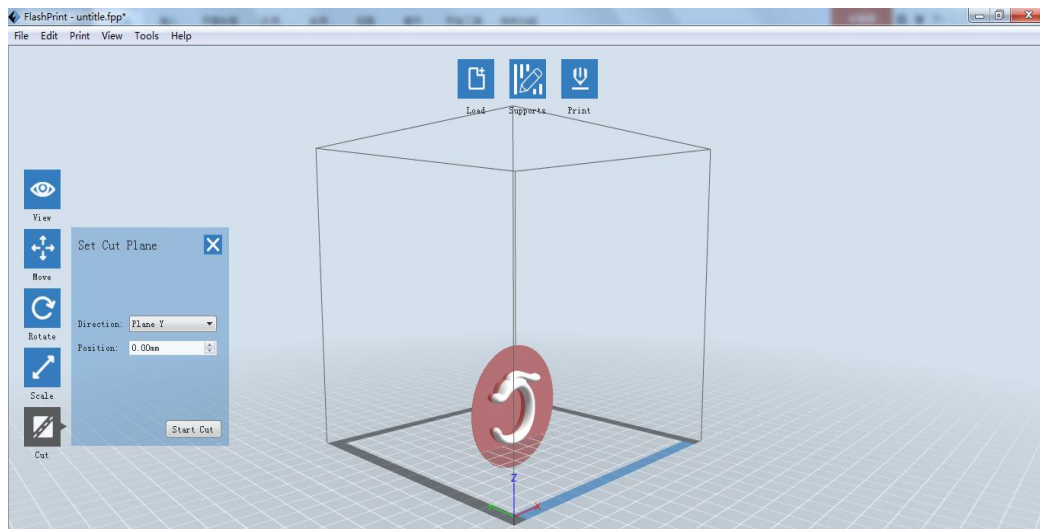 FlashPrint - untitle.fpp*
File Edit Print View Tools Help
Load Supports Print
View
Set Cut Plane
Move
Direction: Plane Y
Rotate
Position: 0.00mm
Scale
Start Cut
Cut
Z
X